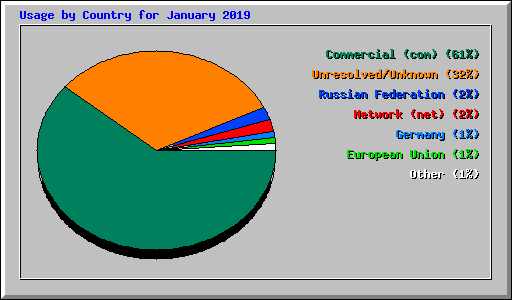 Usage by Country for January 2019
Commercial (com) (61%)
Unresolved/Unknown (32%)
Russian Federation (2%)
Network (net) (2%)
Germany (1%)
European Union (1%)
Other (1%)